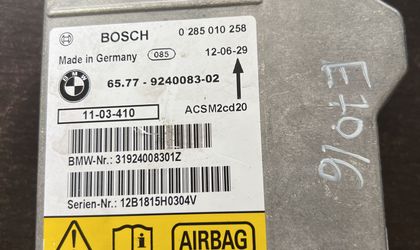 BOSCH 0 285 010 258
Made in Germany 085 12-06-29
BMW 65.77 - 9240083-02
11-03-410 ACSM2cd20
BMW-Nr.: 31924008301Z
Serien-Nr.: 12B1815H0304V
AIRBAG
E70/6